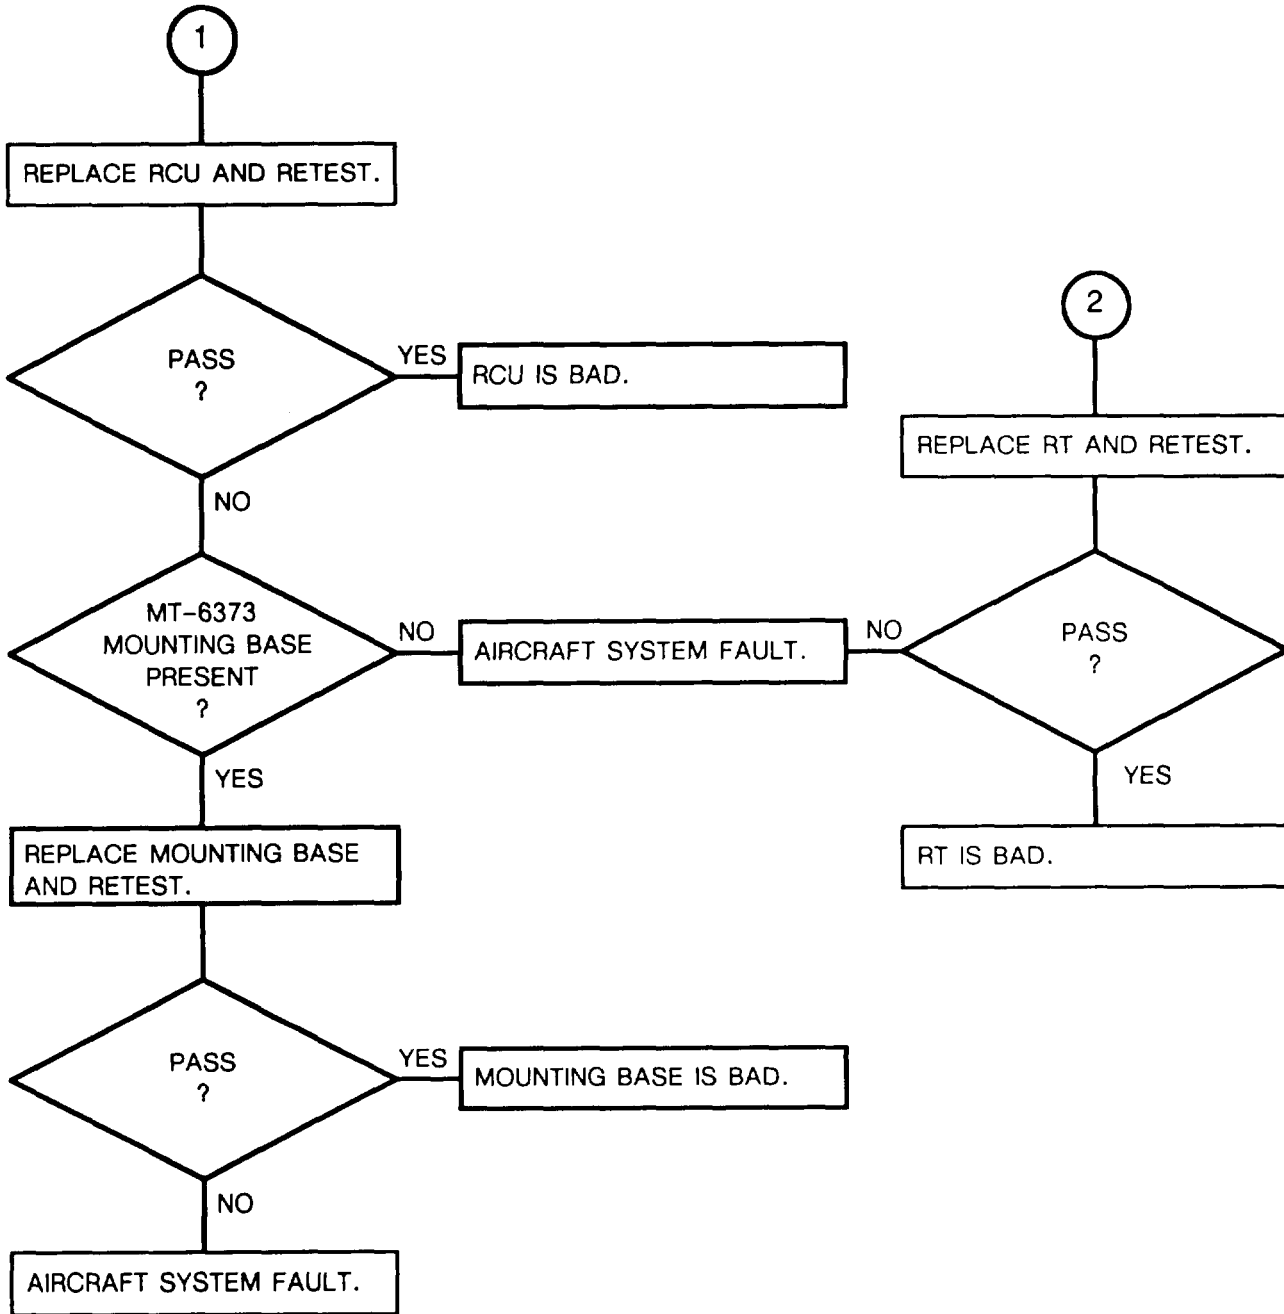 1
REPLACE RCU AND RETEST.
PASS
?
YES
RCU IS BAD.
NO
MT-6373
MOUNTING BASE
PRESENT
?
NO
AIRCRAFT SYSTEM FAULT.
YES
REPLACE MOUNTING BASE
AND RETEST.
PASS
?
YES
MOUNTING BASE IS BAD.
NO
AIRCRAFT SYSTEM FAULT.
2
REPLACE RT AND RETEST.
PASS
?
NO
YES
RT IS BAD.